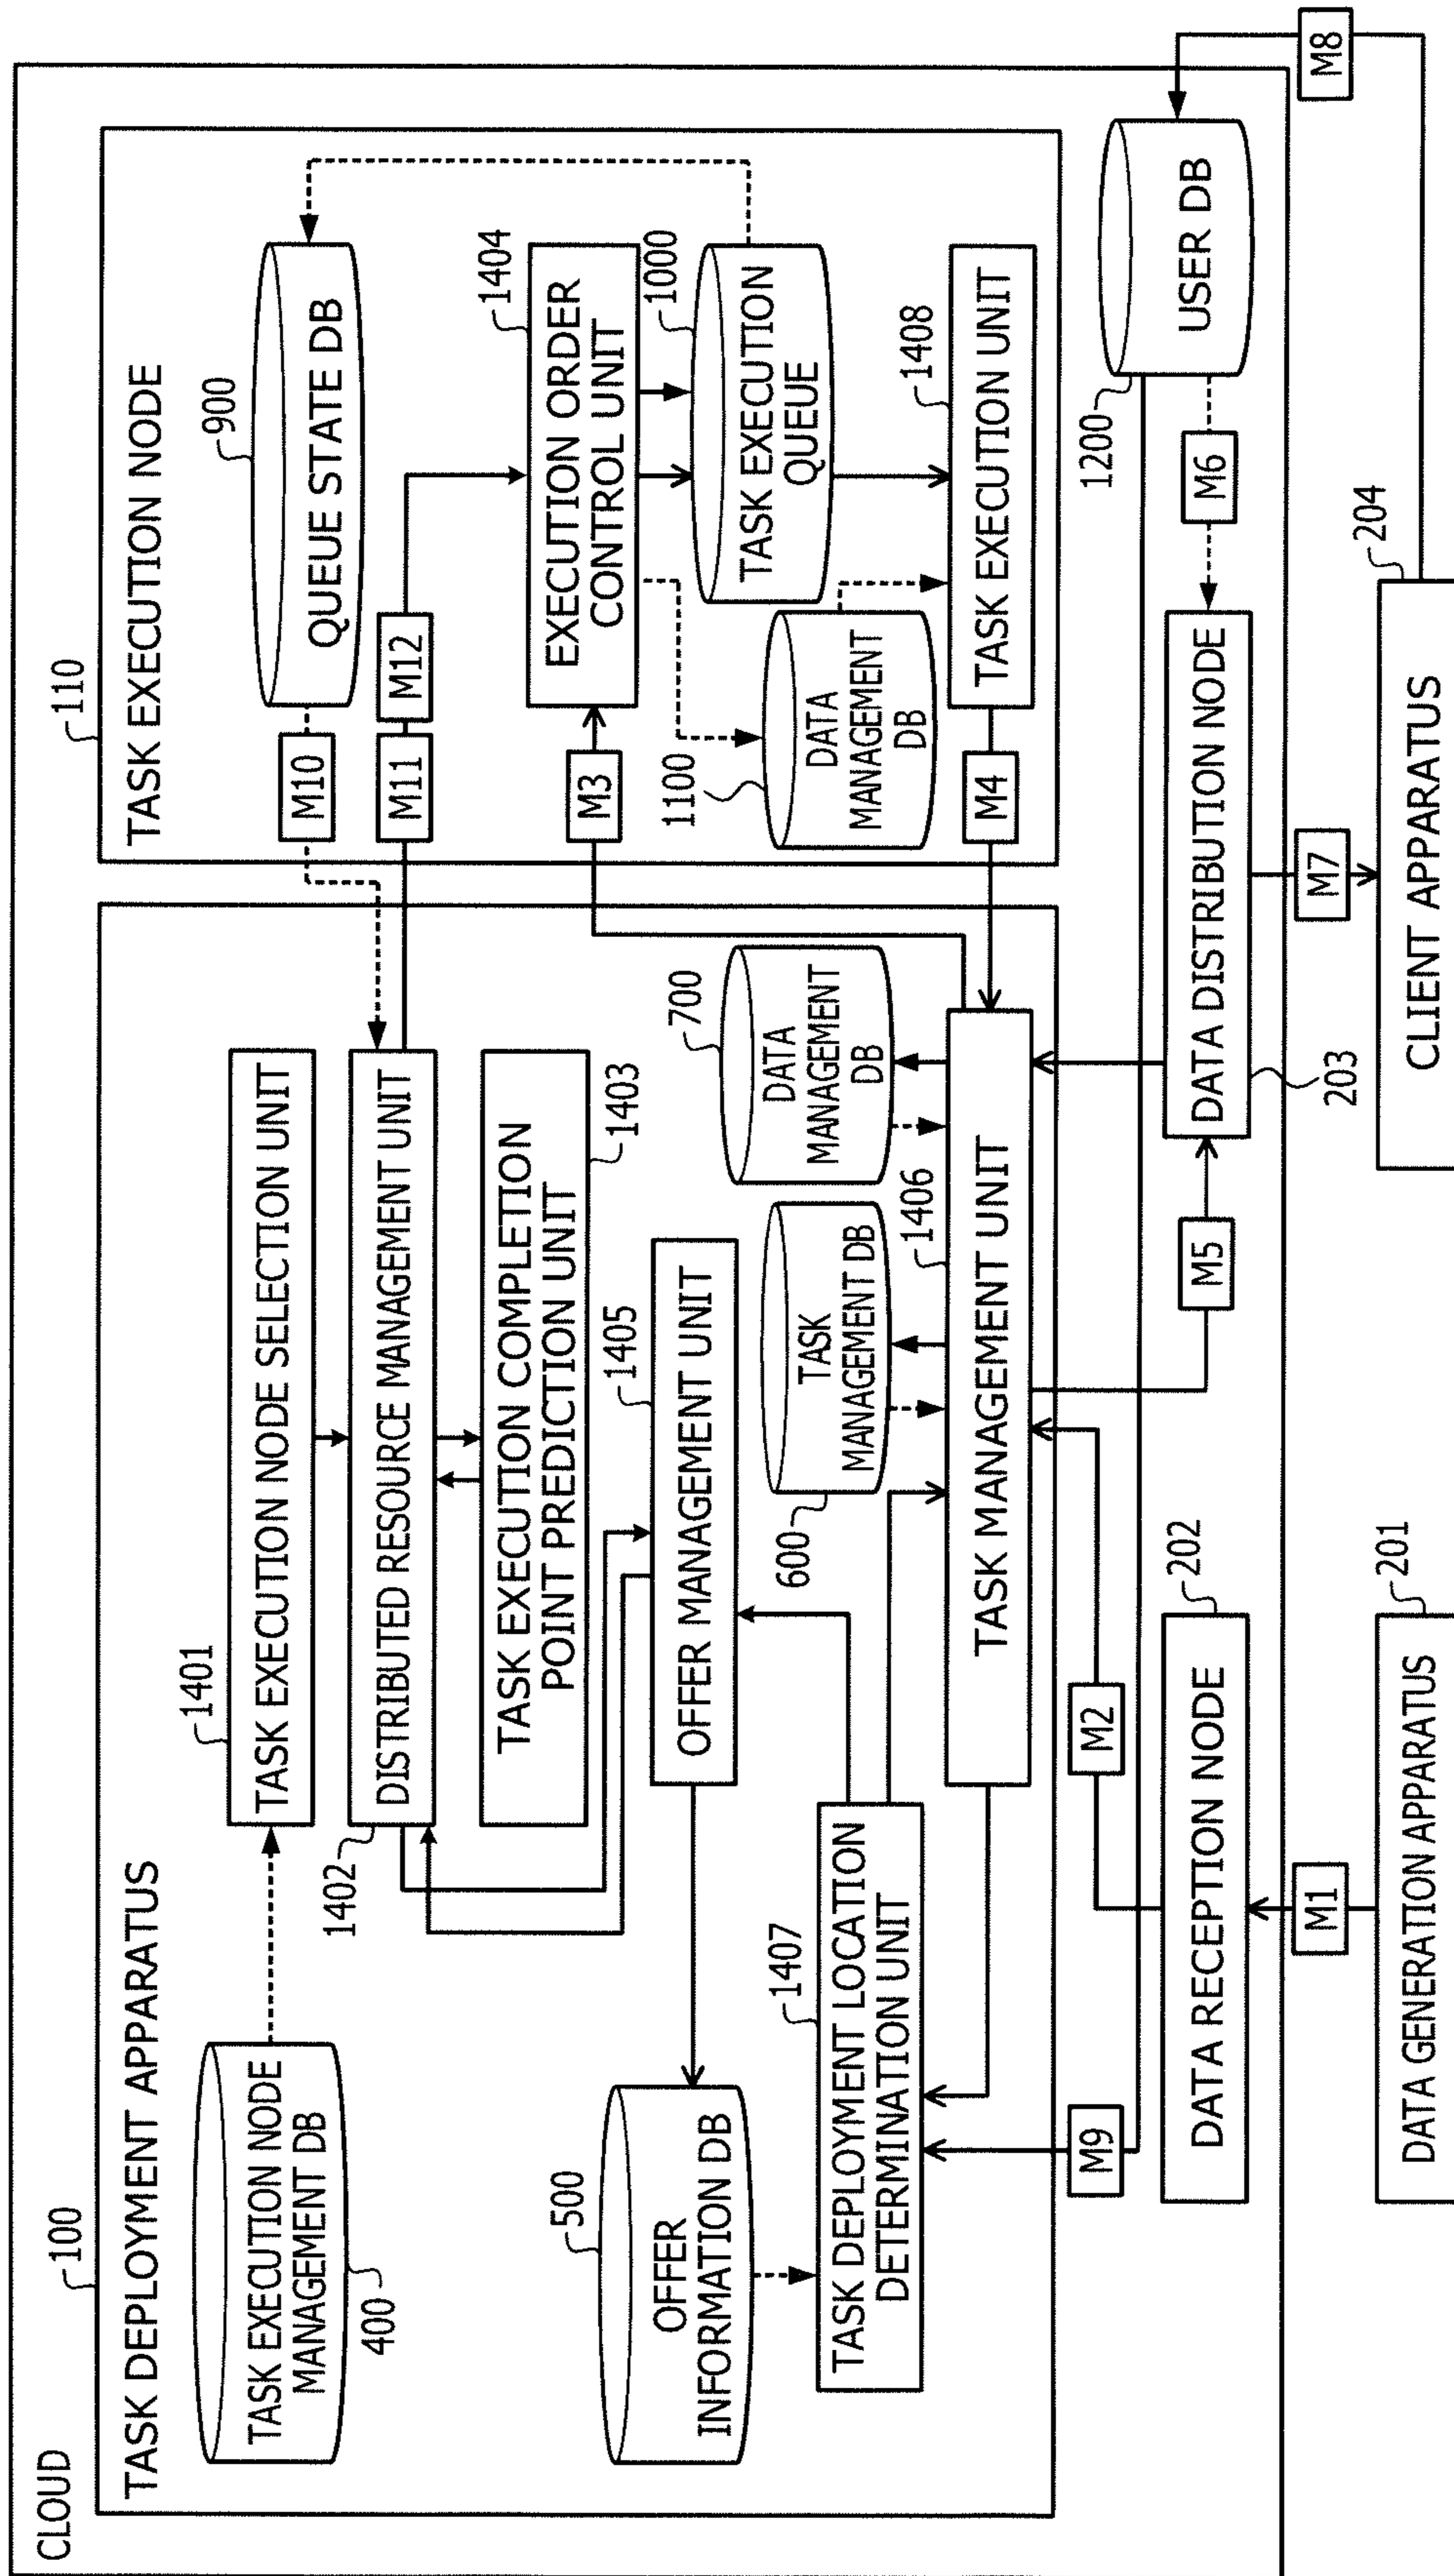 CLOUD
100
TASK DEPLOYMENT APPARATUS
TASK EXECUTION NODE
MANAGEMENT DB
400
1401
TASK EXECUTION NODE SELECTION UNIT
DISTRIBUTED RESOURCE MANAGEMENT UNIT
1402
TASK EXECUTION COMPLETION
POINT PREDICTION UNIT
1403
500
OFFER
INFORMATION DB
1405
OFFER MANAGEMENT UNIT
1407
TASK DEPLOYMENT LOCATION
DETERMINATION UNIT
600
TASK
MANAGEMENT DB
700
DATA
MANAGEMENT
DB
1406
TASK MANAGEMENT UNIT
110
TASK EXECUTION NODE
900
QUEUE STATE DB
M10
M11
M12
1404
EXECUTION ORDER
CONTROL UNIT
M3
1000
TASK EXECUTION
QUEUE
1100
DATA
MANAGEMENT
DB
1408
TASK EXECUTION UNIT
M4
M9
M2
M5
202
DATA RECEPTION NODE
DATA DISTRIBUTION NODE
203
M6
1200
USER DB
M8
M1
M7
201
DATA GENERATION APPARATUS
204
CLIENT APPARATUS